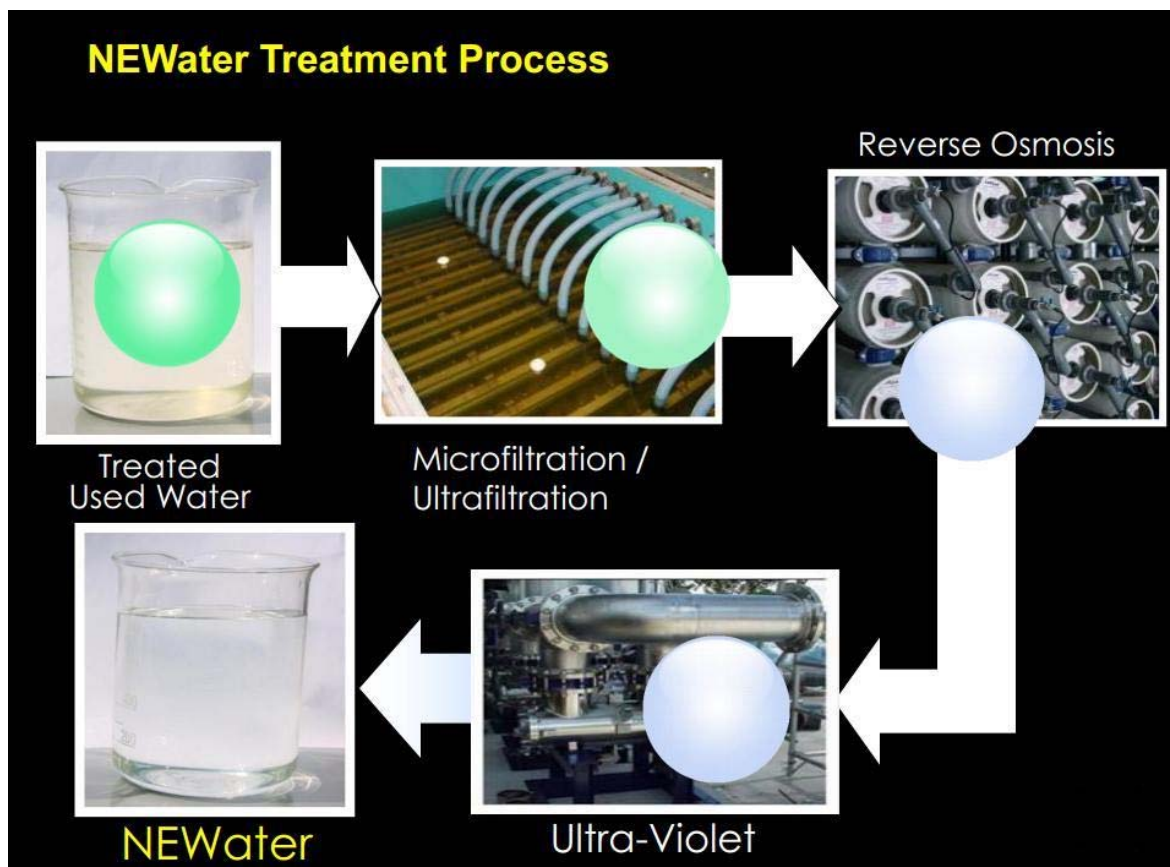 NEWater Treatment Process
Reverse Osmosis
Treated
Used Water
Microfiltration /
Ultrafiltration
NEWater
Ultra-Violet